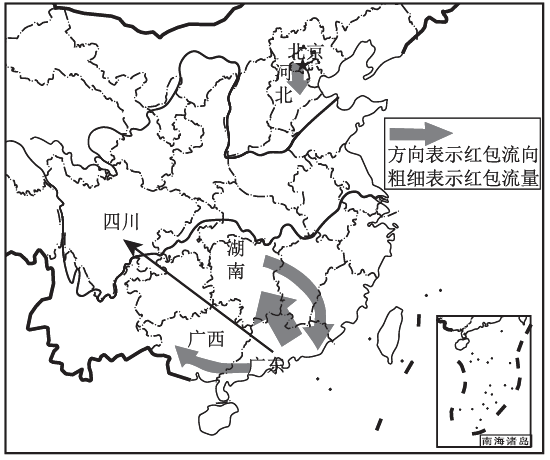 北京
河
北
方向表示红包流向
粗细表示红包流量
四川
湖
南
广西
广东
南海诸岛